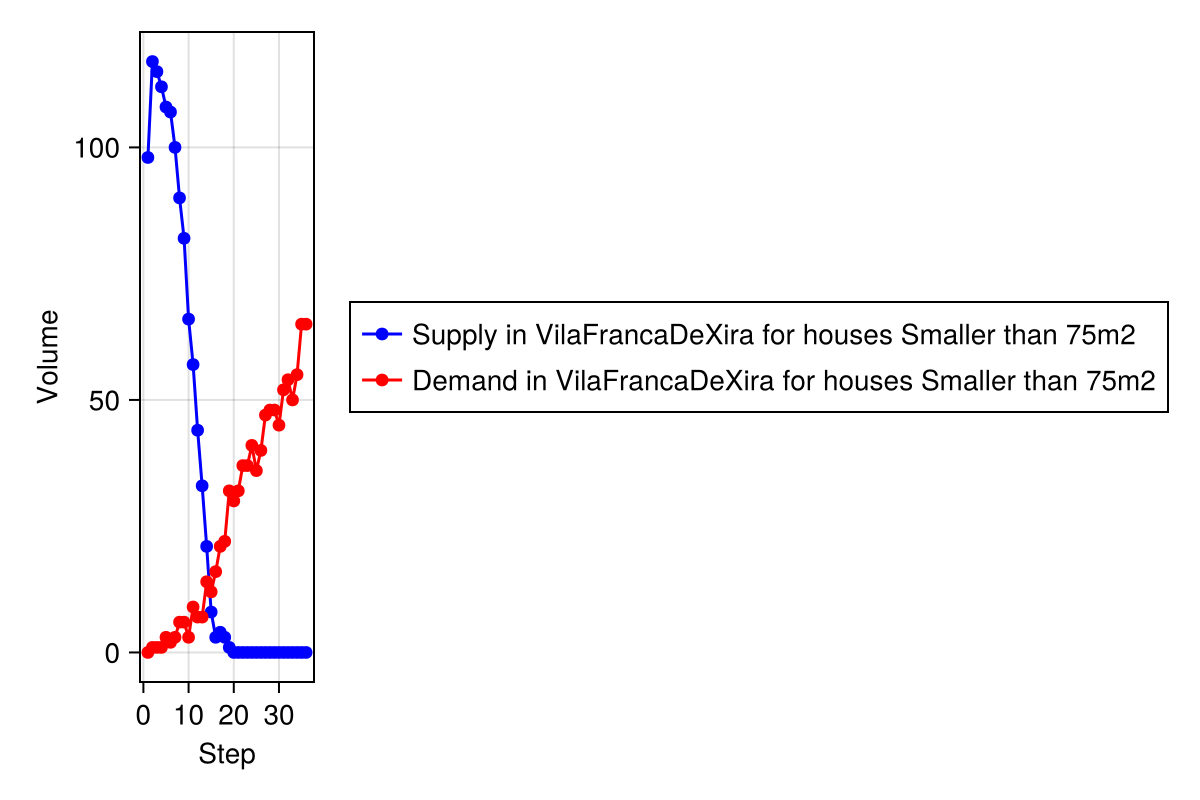 100
50
0
Volume
0 10 20 30
Step
Supply in VilaFrancaDeXira for houses Smaller than 75m2
Demand in VilaFrancaDeXira for houses Smaller than 75m2